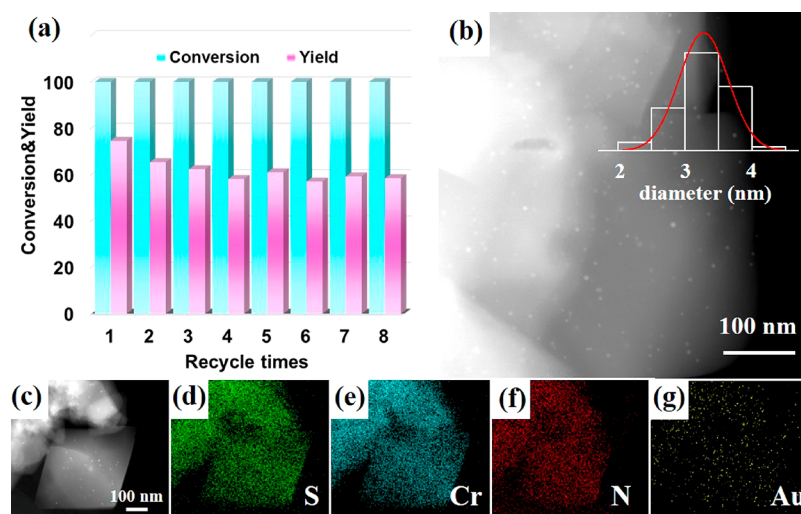 (a)
Conversion Yield
Conversion&Yield
100
80
60
40
20
0
1 2 3 4 5 6 7 8
Recycle times
(b)
2 3 4
diameter (nm)
100 nm
(c)
100 nm
(d)
S
(e)
Cr
(f)
N
(g)
Au